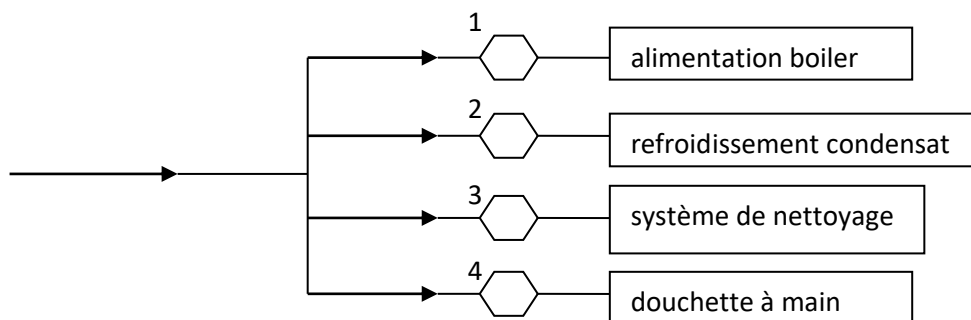 1
alimentation boiler
2
refroidissement condensat
3
système de nettoyage
4
douchette à main